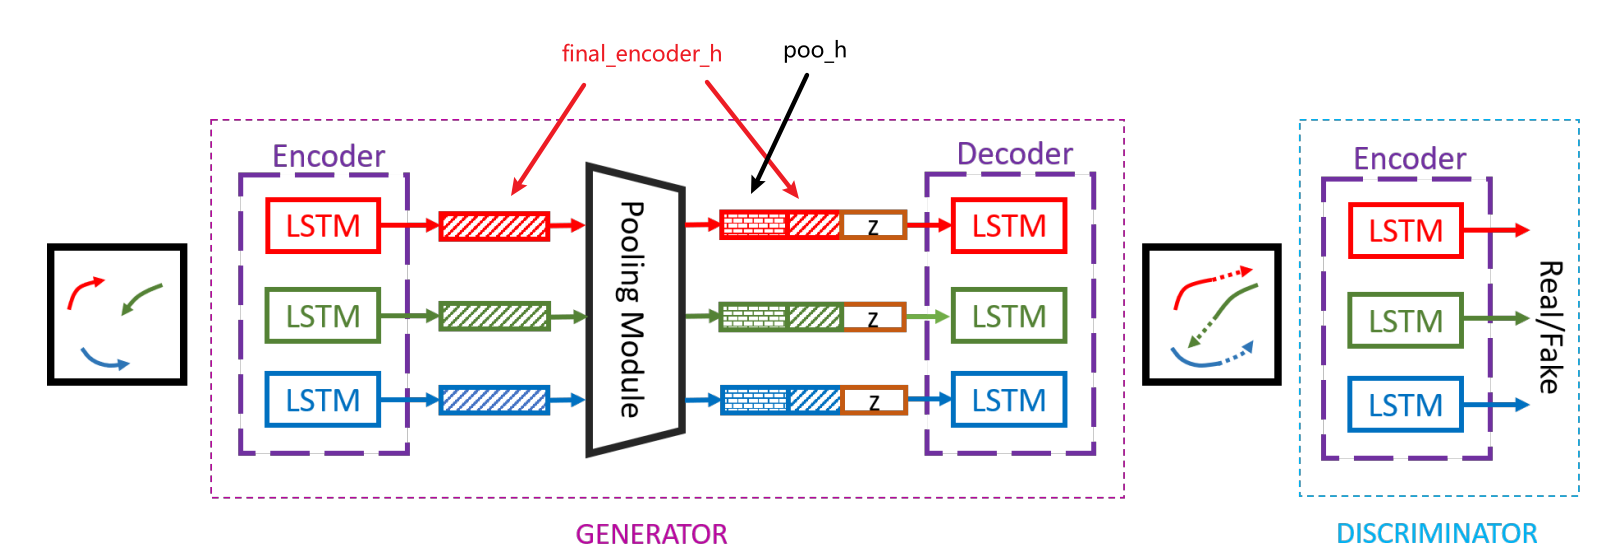 final_encoder_h
poo_h
Encoder
Decoder
Encoder
LSTM
z
LSTM
LSTM
LSTM
z
LSTM
LSTM
LSTM
z
LSTM
LSTM
Pooling Module
Real/Fake
GENERATOR
DISCRIMINATOR